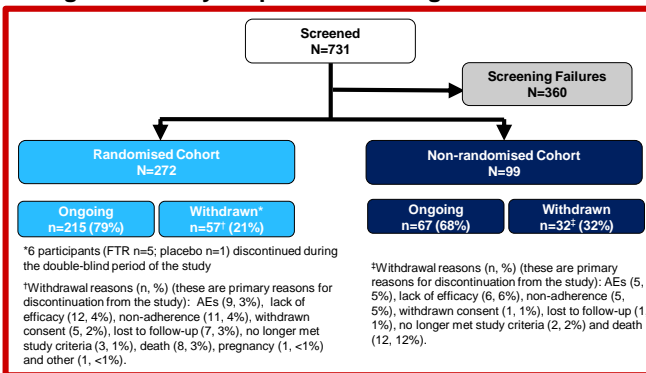 Screened
N=731
Screening Failures
N=360
Randomised Cohort
N=272
Non-randomised Cohort
N=99
Ongoing
n=215 (79%)
Withdrawn*
n=57† (21%)
Ongoing
n=67 (68%)
Withdrawn
n=32‡ (32%)
*6 participants (FTR n=5; placebo n=1) discontinued during
the double-blind period of the study
†Withdrawal reasons (n, %) (these are primary reasons for
discontinuation from the study): AEs (9, 3%), lack of
efficacy (12, 4%), non-adherence (11, 4%), withdrawn
consent (5, 2%), lost to follow-up (7, 3%), no longer met
study criteria (3, 1%), death (8, 3%), pregnancy (1, <1%)
and other (1, <1%).
‡Withdrawal reasons (n, %) (these are primary
reasons for discontinuation from the study): AEs (5,
5%), lack of efficacy (6, 6%), non-adherence (5,
5%), withdrawn consent (1, 1%), lost to follow-up (1
1%), no longer met study criteria (2, 2%) and death
(12, 12%).